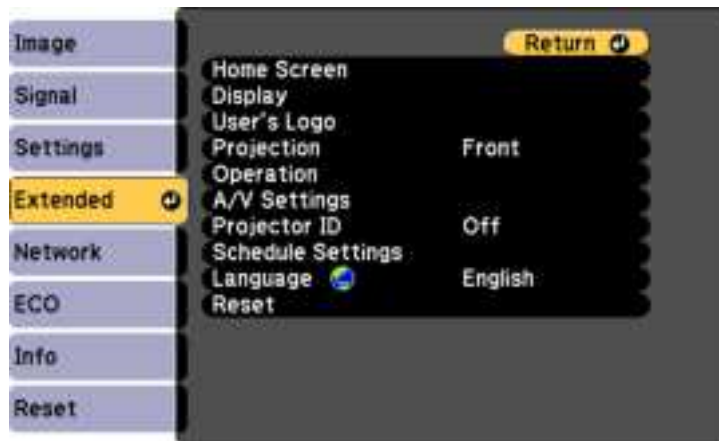 Image
Signal
Settings
Extended
Network
ECO
Info
Reset
Return
Home Screen
Display
User's Logo
Projection Front
Operation
A/V Settings
Projector ID Off
Schedule Settings
Language English
Reset